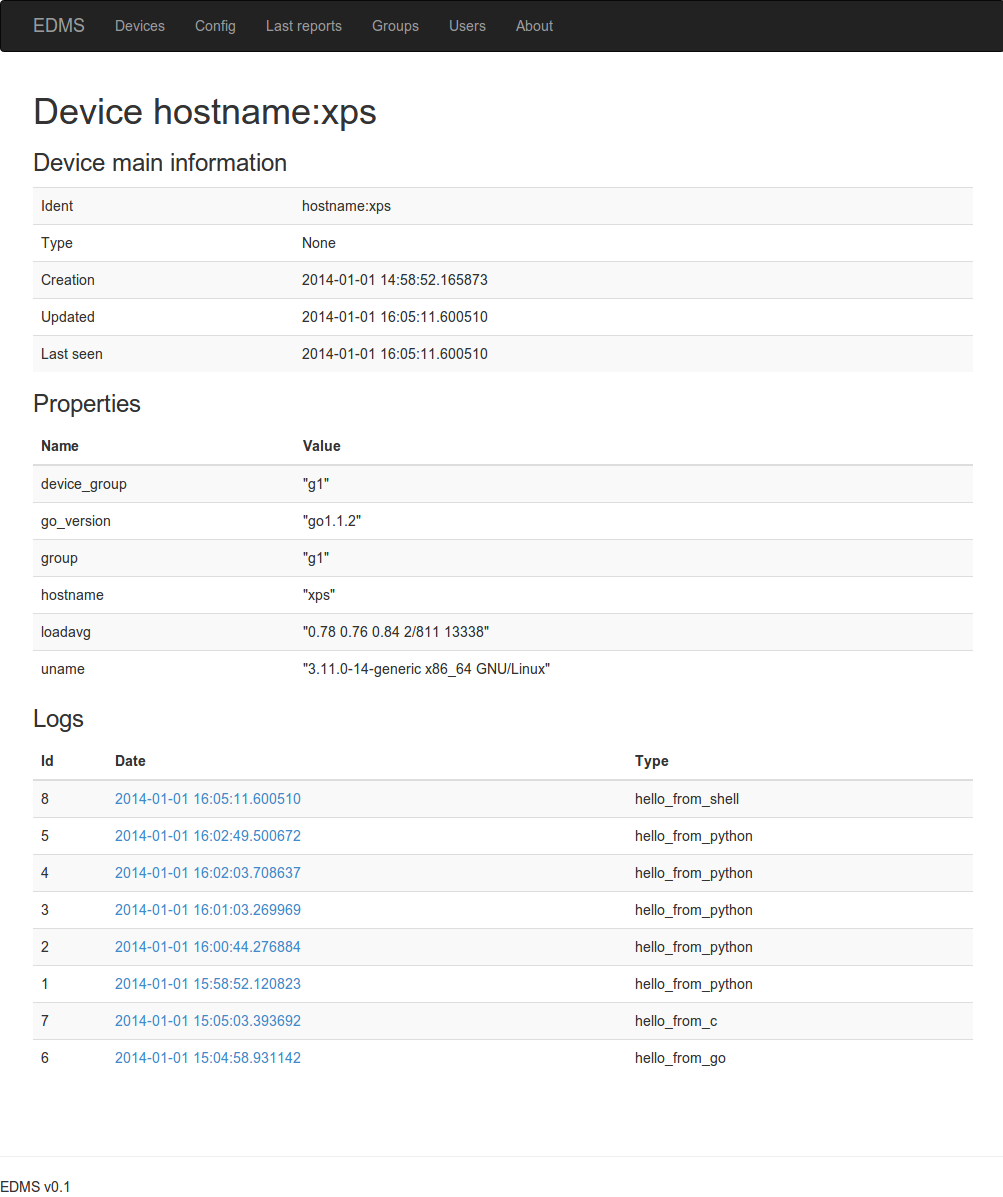 EDMS Devices Config Last reports Groups Users About
Device hostname:xps
Device main information
Ident hostname:xps
Type None
Creation 2014-01-01 14:58:52.165873
Updated 2014-01-01 16:05:11.600510
Last seen 2014-01-01 16:05:11.600510
Properties
Name Value
device_group "g1"
go_version "go1.1.2"
group "g1"
hostname "xps"
loadavg "0.78 0.76 0.84 2/811 13338"
uname "3.11.0-14-generic x86_64 GNU/Linux"
Logs
Id Date Type
8 2014-01-01 16:05:11.600510 hello_from_shell
5 2014-01-01 16:02:49.500672 hello_from_python
4 2014-01-01 16:02:03.708637 hello_from_python
3 2014-01-01 16:01:03.269969 hello_from_python
2 2014-01-01 16:00:44.276884 hello_from_python
1 2014-01-01 15:58:52.120823 hello_from_python
7 2014-01-01 15:05:03.393692 hello_from_c
6 2014-01-01 15:04:58.931142 hello_from_go
EDMS v0.1